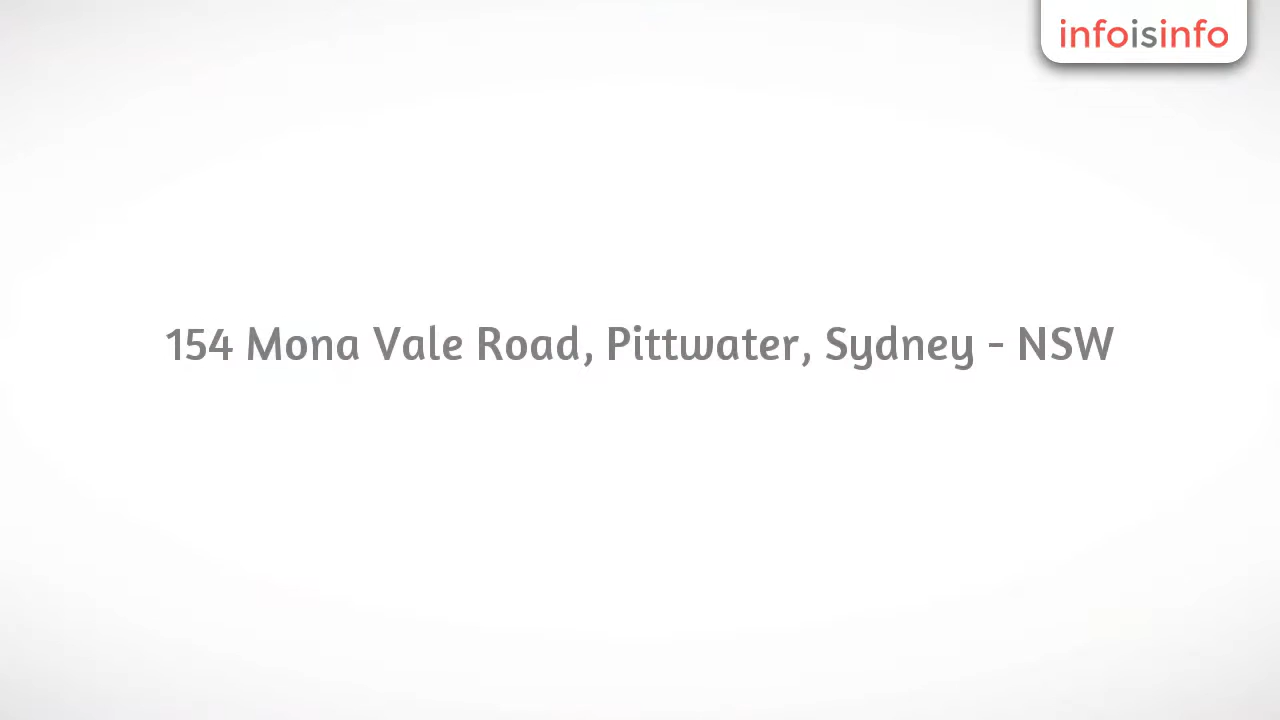 infoisinfo
154 Mona Vale Road, Pittwater, Sydney - NSW